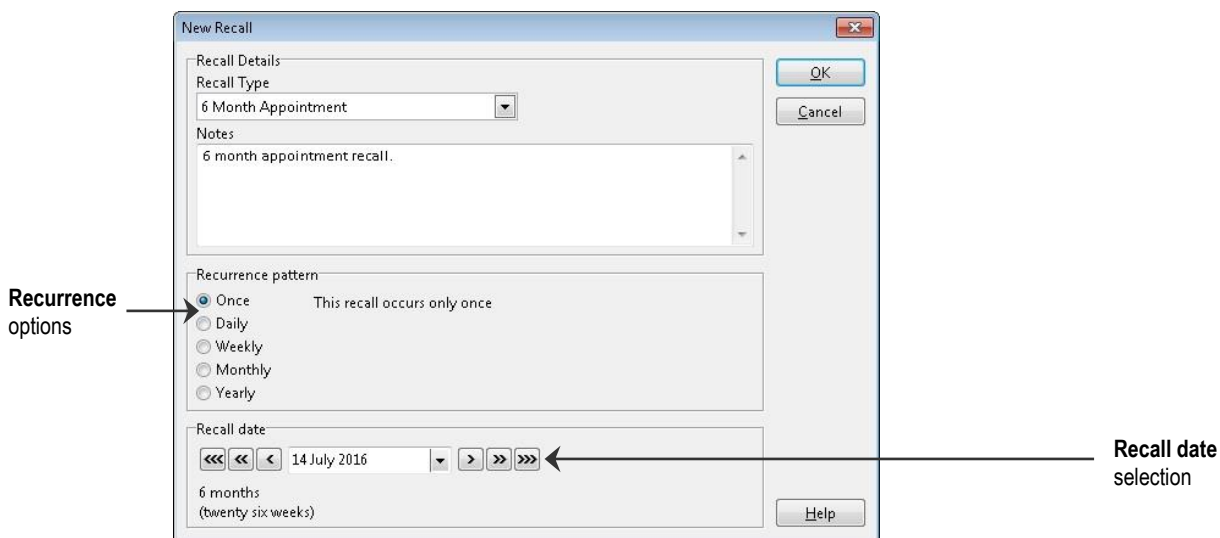 New Recall
Recall Details
Recall Type
6 Month Appointment
Notes
6 month appointment recall.
OK
Cancel
Recurrence pattern
Once
This recall occurs only once
Daily
Weekly
Monthly
Yearly
Recurrence
options
Recall date
<<< << < 14 July 2016 > >> >>>
6 months
(twenty six weeks)
Help
Recall date
selection